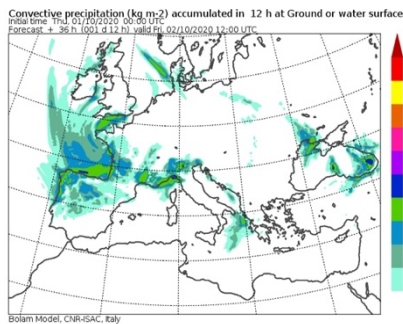 Convective precipitation (kg m-2) accumulated in 12 h at Ground or water surface
Initial time Thu, 01/10/2020 00:00 UTC
Forecast + 36 h (001 d 12 h) valid Fri, 02/10/2020 12:00 UTC
Bolam Model, CNR-ISAC, Italy